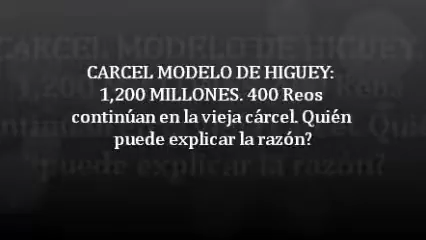 CARCEL MODELO DE HIGUEY:
1,200 MILLONES. 400 Reos
continúan en la vieja cárcel. Quién
puede explicar la razón?